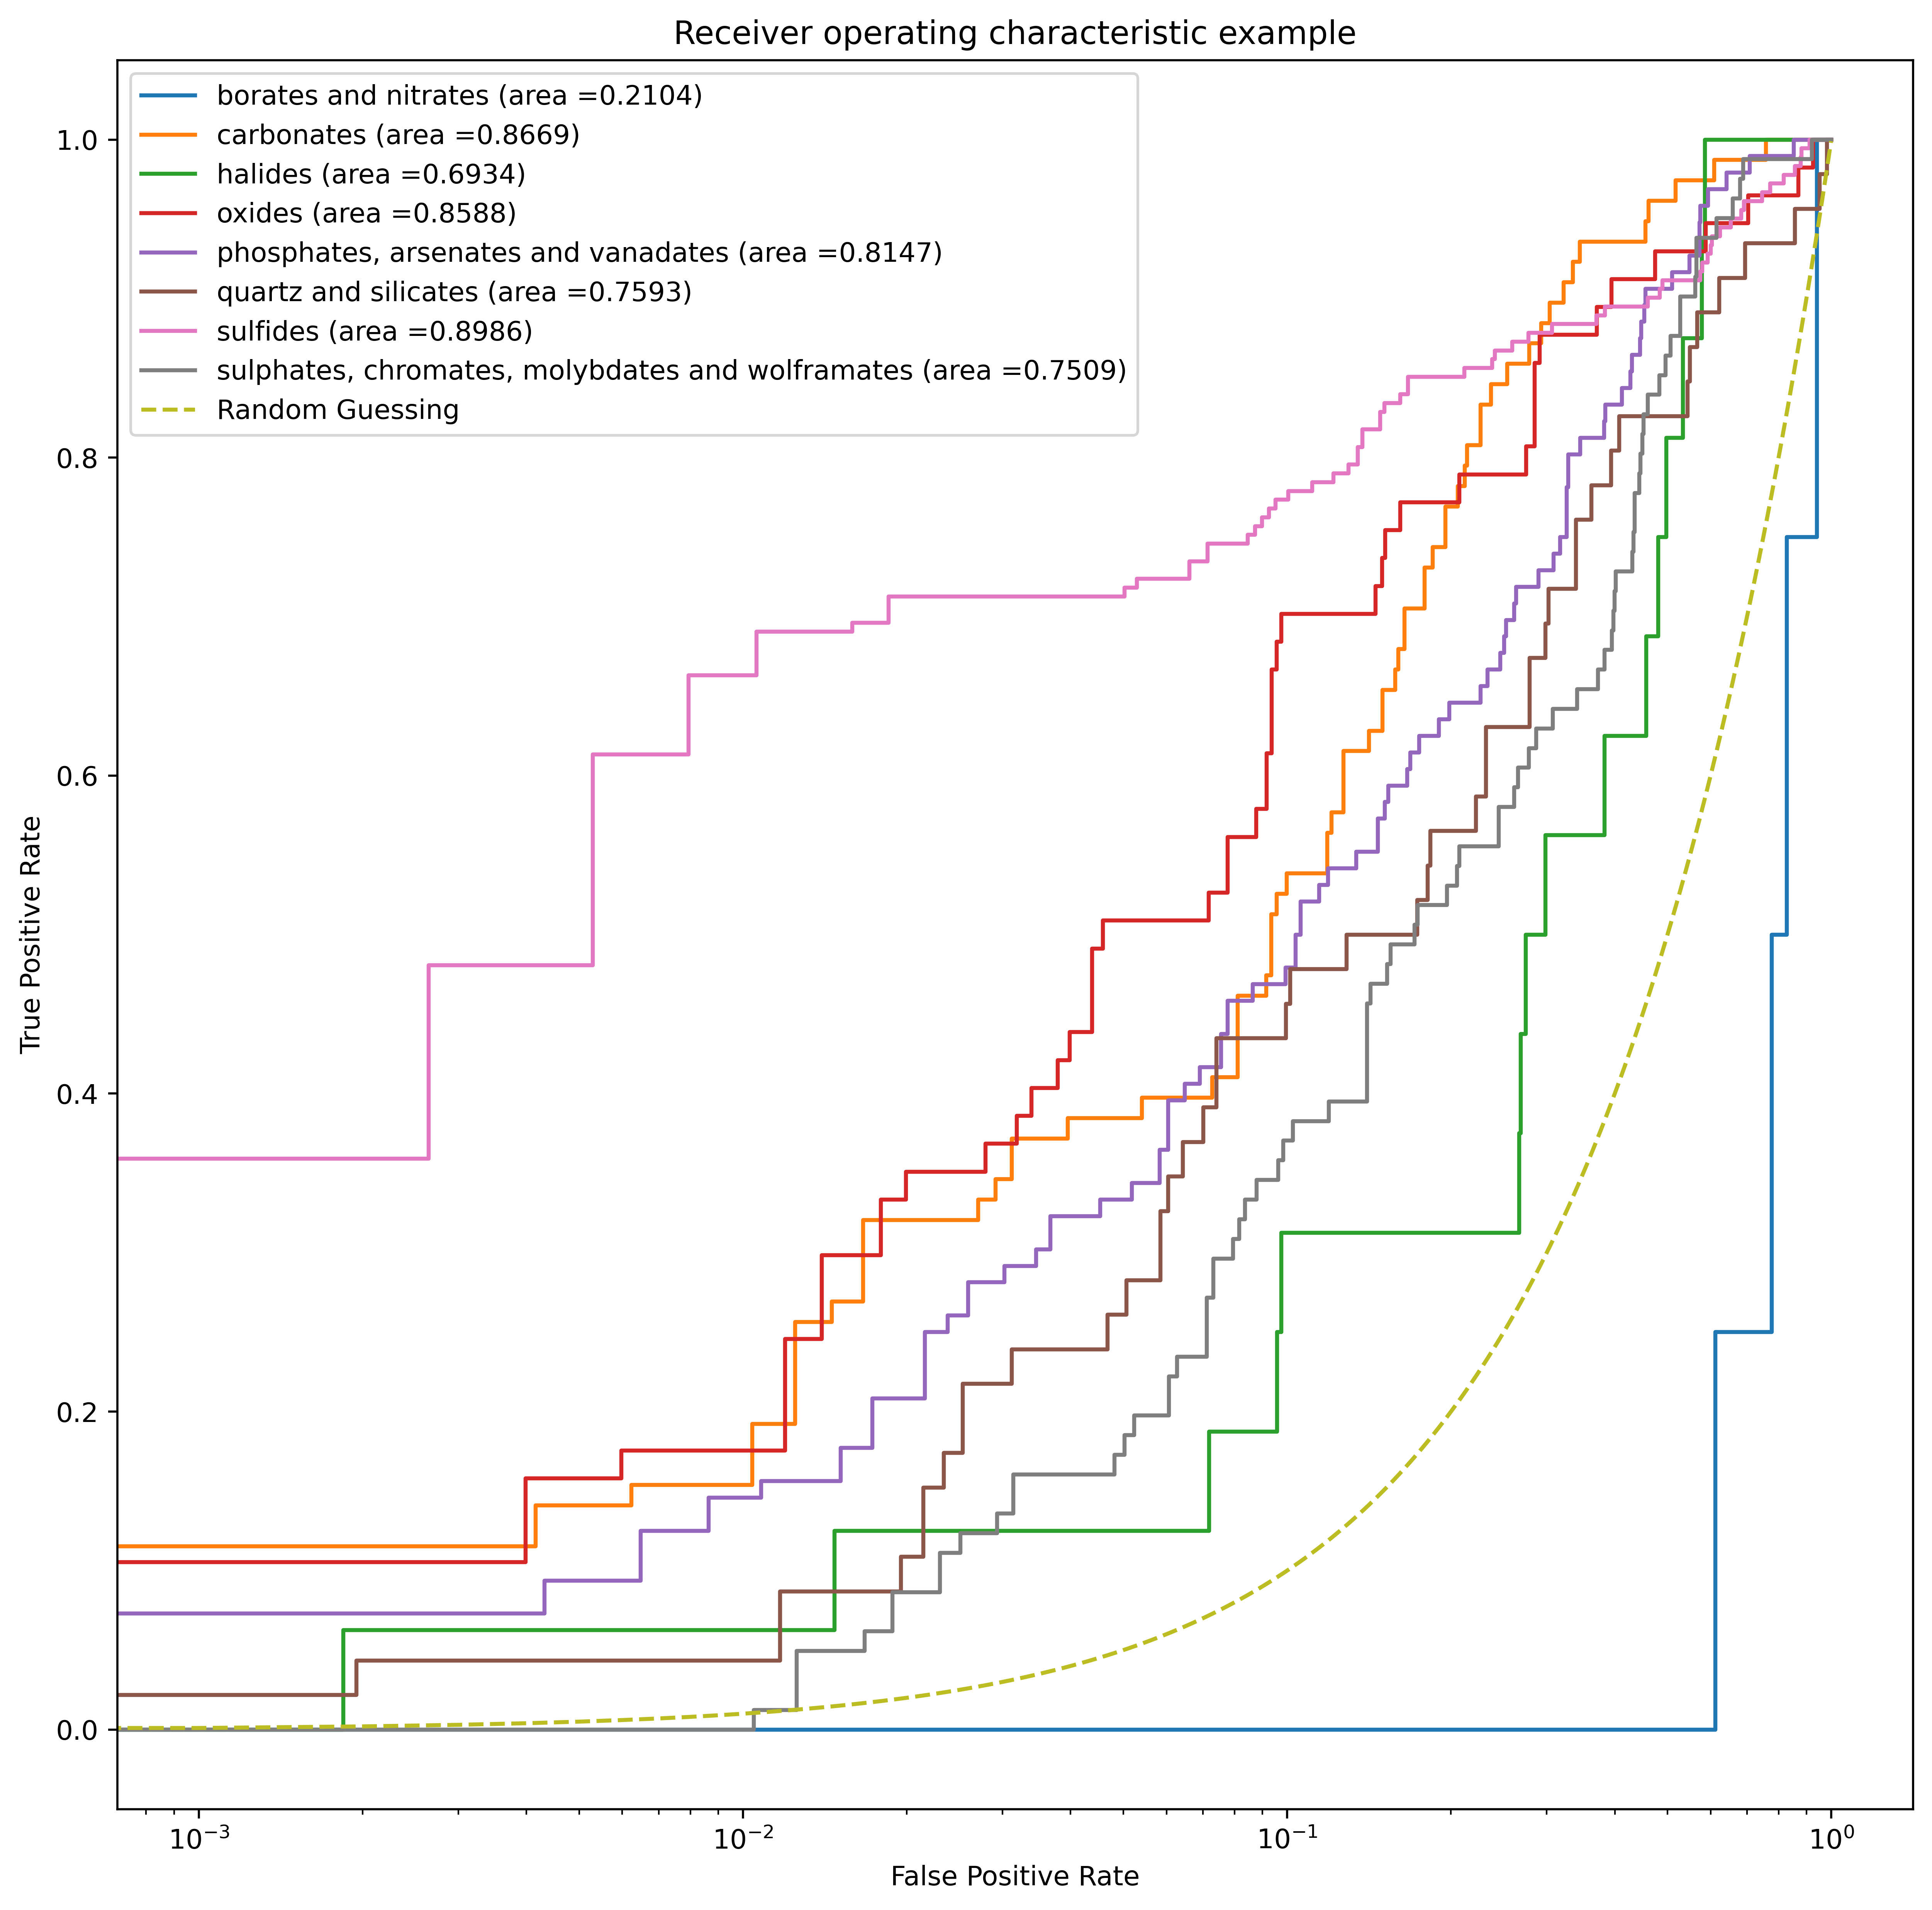 Receiver operating characteristic example
borates and nitrates (area =0.2104)
carbonates (area =0.8669)
halides (area =0.6934)
oxides (area =0.8588)
phosphates, arsenates and vanadates (area =0.8147)
quartz and silicates (area =0.7593)
sulfides (area =0.8986)
sulphates, chromates, molybdates and wolframates (area =0.7509)
Random Guessing
1.0
0.8
0.6
0.4
0.2
0.0
True Positive Rate
10⁻³ 10⁻² 10⁻¹ 10⁰
False Positive Rate